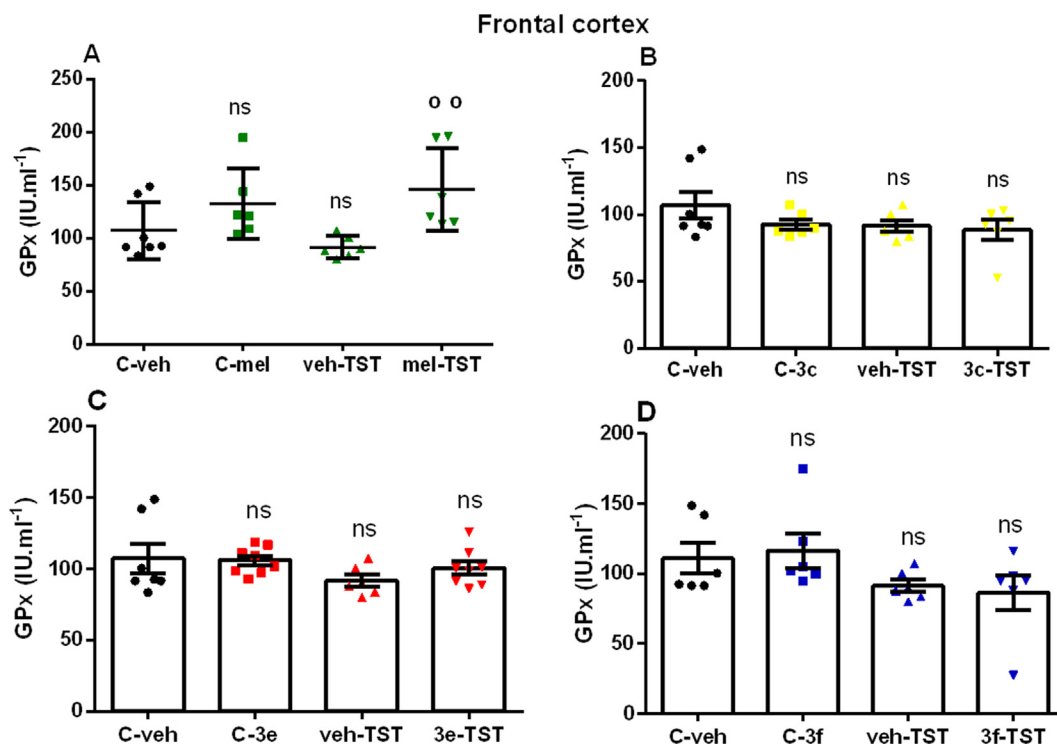 Frontal cortex
A
GPx (IU.ml-1)
250
200
150
100
50
0
ns
ns
o o
C-veh C-mel veh-TST mel-TST
B
GPx (IU.ml-1)
200
150
100
50
0
ns ns ns
C-veh C-3c veh-TST 3c-TST
C
GPx (IU.ml-1)
200
150
100
50
0
ns ns ns
C-veh C-3e veh-TST 3e-TST
D
GPx (IU.ml-1)
200
150
100
50
0
ns
ns ns
C-veh C-3f veh-TST 3f-TST